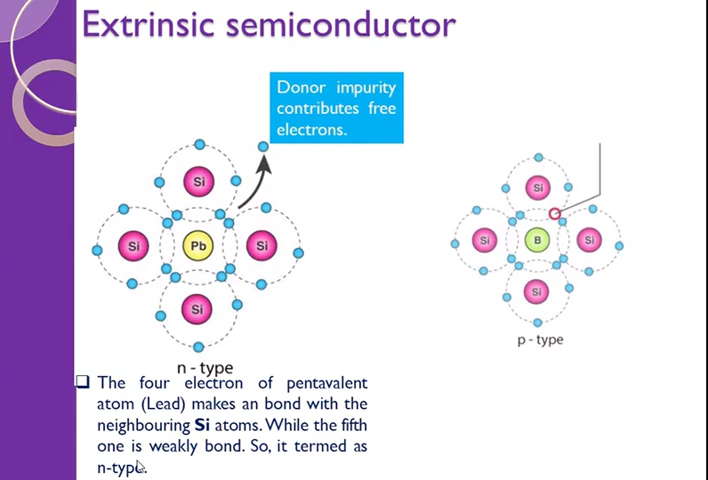 Extrinsic semiconductor
Donor impurity
contributes free
electrons.
Si
Si
Pb
Si
Si
n - type
Si
Si
B
Si
Si
p - type
❑ The four electron of pentavalent
atom (Lead) makes an bond with the
neighbouring Si atoms. While the fifth
one is weakly bond. So, it termed as
n-type.